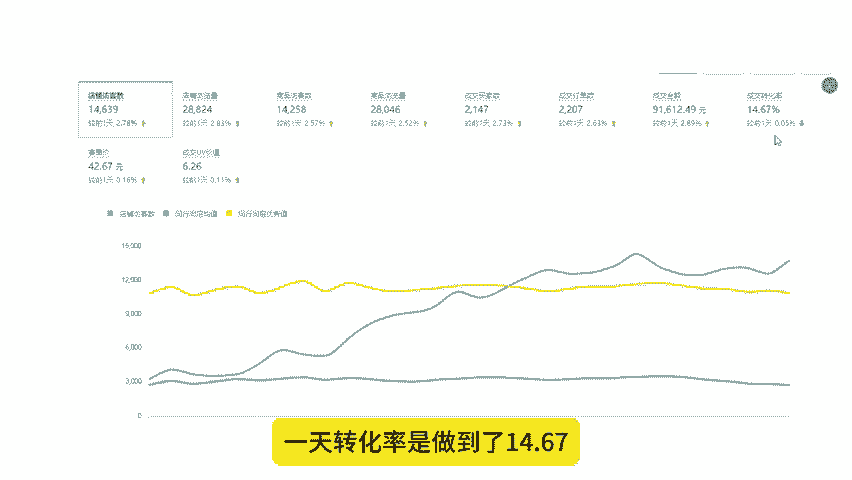 店铺访客数 店铺浏览量 商品访客数 商品浏览量 成交买家数 成交订单数 成交金额 成交转化率
14,639 28,824 14,258 28,046 2,147 2,207 91,612.49 元 14.67%
较前1天 2.78% 较前1天 2.83% 较前1天 2.57% 较前1天 2.52% 较前1天 2.73% 较前1天 2.63% 较前1天 2.89% 较前1天 0.05%
客单价 成交UV价值
42.67 元 6.26
较前1天 0.16% 较前1天 0.11%
店铺访客数 同行同层均值 同行同层优秀值
15,000
12,000
9,000
6,000
3,000
0
一天转化率是做到了14.67